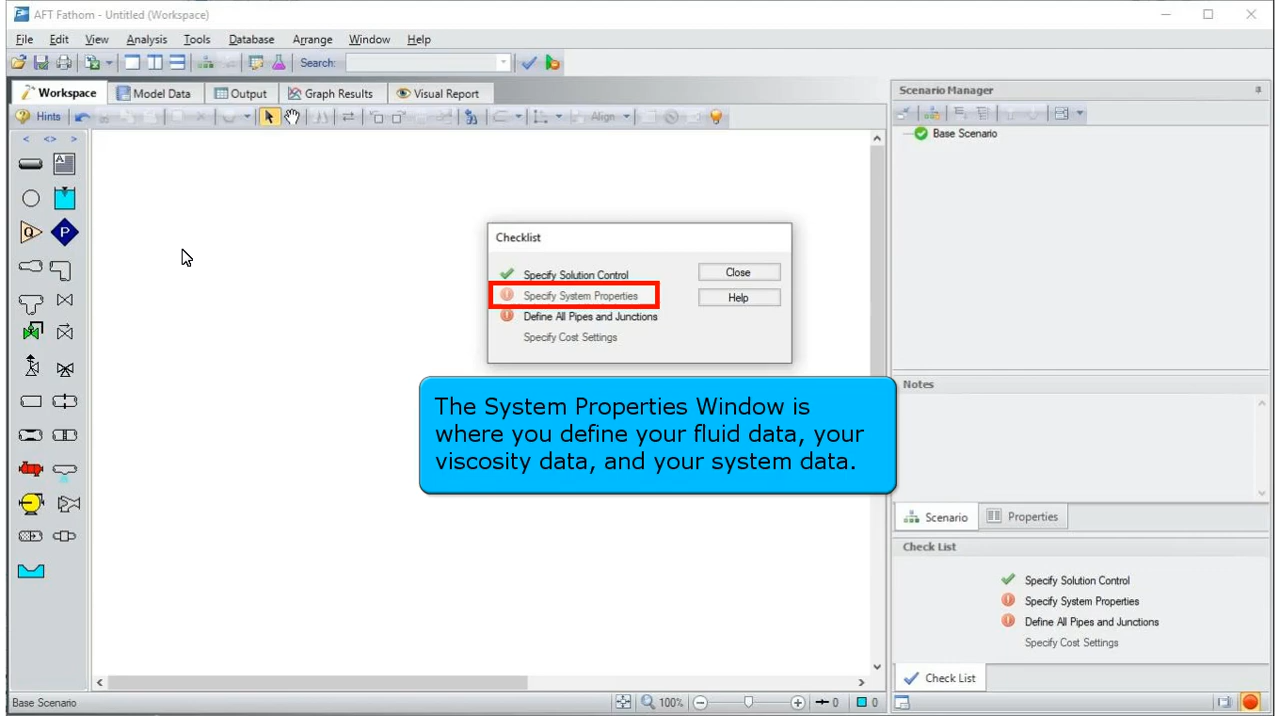 AFT Fathom - Untitled (Workspace)
File Edit View Analysis Tools Database Arrange Window Help
Search:
Workspace Model Data Output Graph Results Visual Report
Hints Align
Scenario Manager
Base Scenario
A
Q P
Checklist
Specify Solution Control Close
Specify System Properties Help
Define All Pipes and Junctions
Specify Cost Settings
The System Properties Window is
where you define your fluid data, your
viscosity data, and your system data.
Notes
Scenario Properties
Check List
Specify Solution Control
Specify System Properties
Define All Pipes and Junctions
Specify Cost Settings
Check List
Base Scenario 100% 0 0